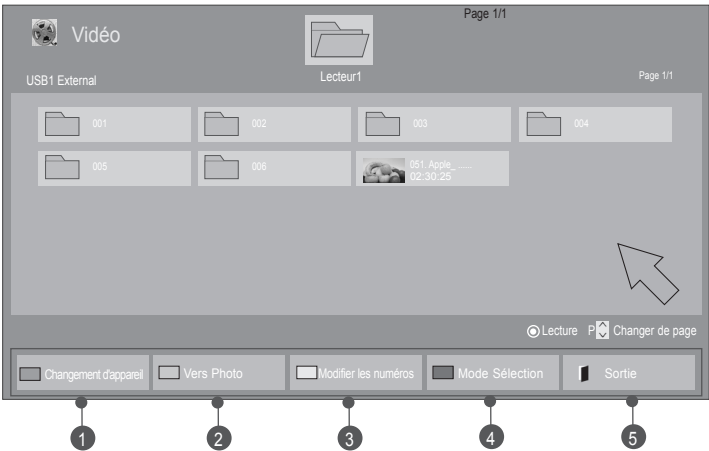 Page 1/1
Vidéo
Lecteur1
USB1 External
Page 1/1
001
002
003
004
005
006
051. Apple_ ......
02:30:25
Lecture P Changer de page
Changement d'appareil
Vers Photo
Modifier les numéros
Mode Sélection
Sortie
1
2
3
4
5